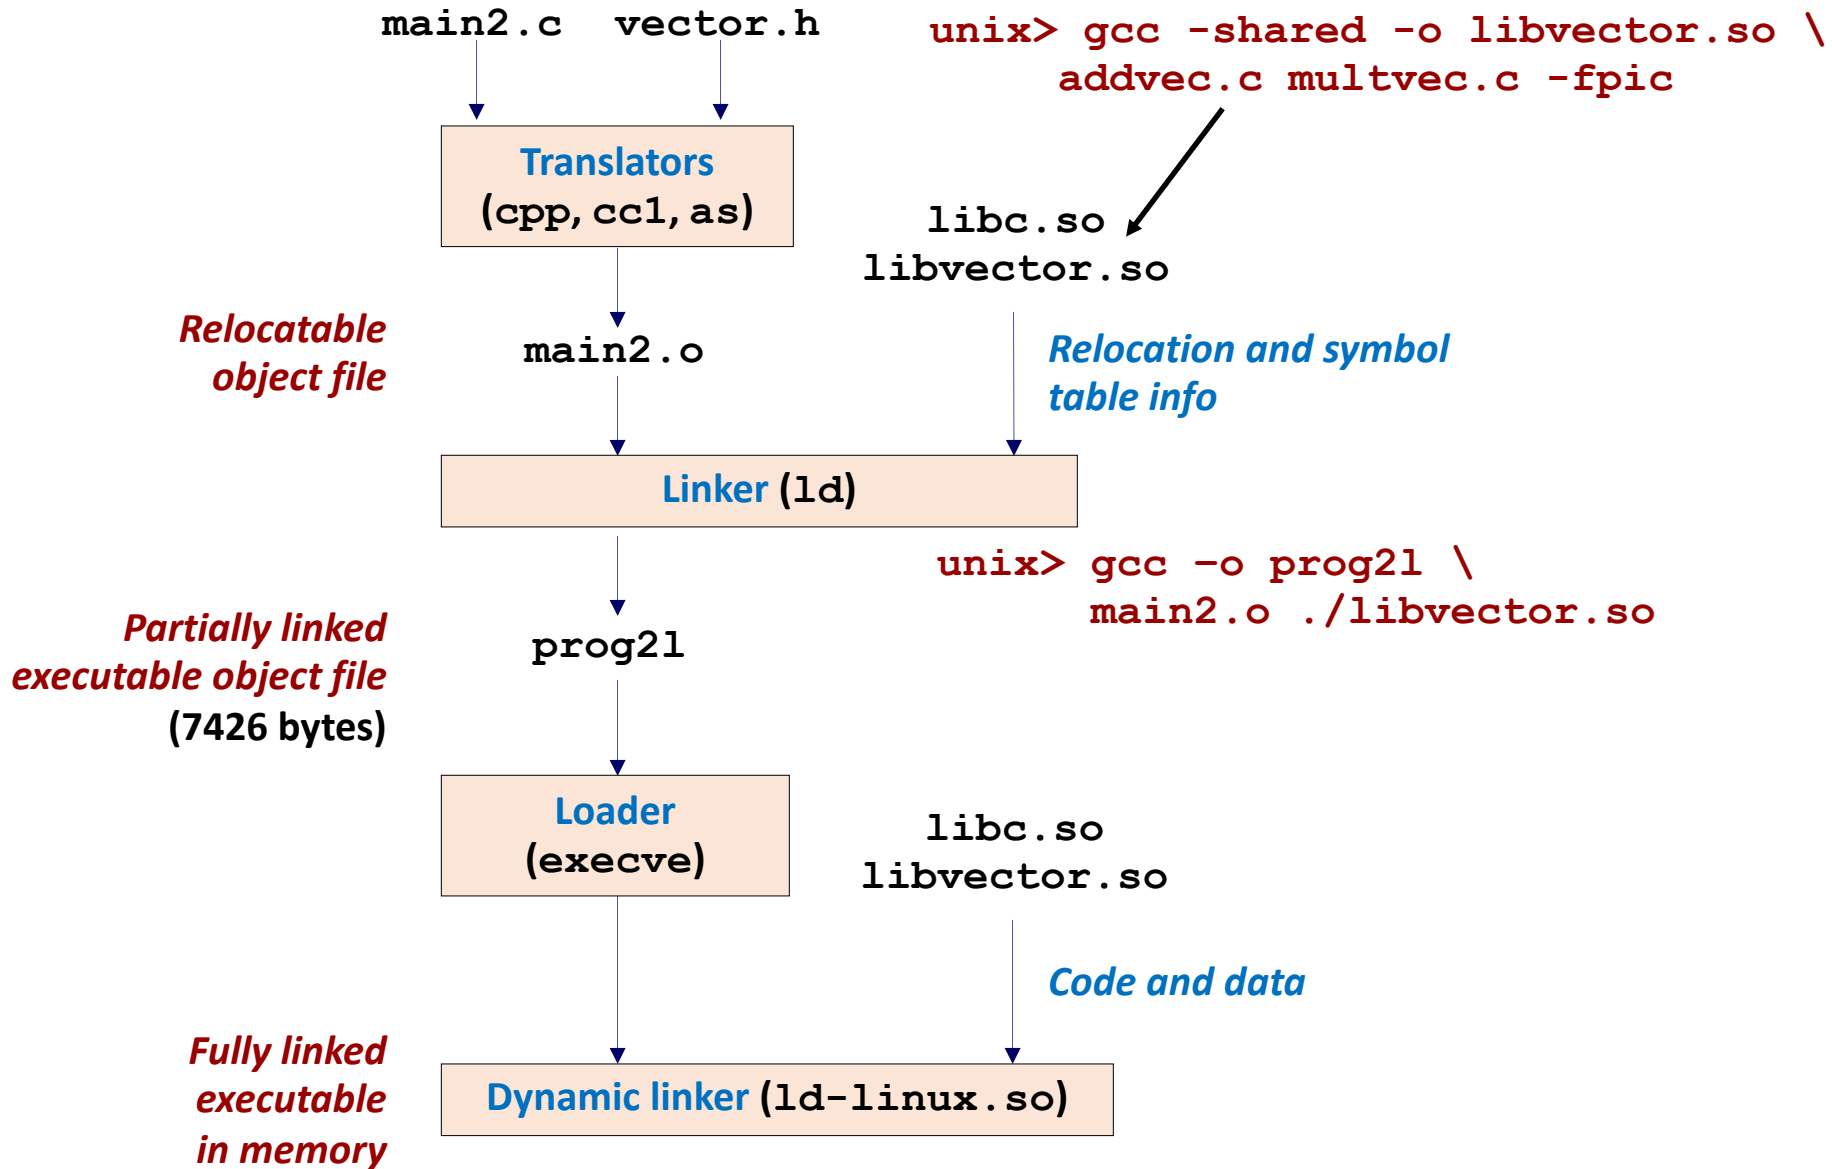 main2.c vector.h
unix> gcc -shared -o libvector.so \
addvec.c multvec.c -fpic
Translators
(cpp, cc1, as)
libc.so
libvector.so
Relocatable
object file
main2.o
Relocation and symbol
table info
Linker (ld)
unix> gcc –o prog2l \
main2.o ./libvector.so
Partially linked
executable object file
(7426 bytes)
prog2l
Loader
(execve)
libc.so
libvector.so
Code and data
Fully linked
executable
in memory
Dynamic linker (ld-linux.so)